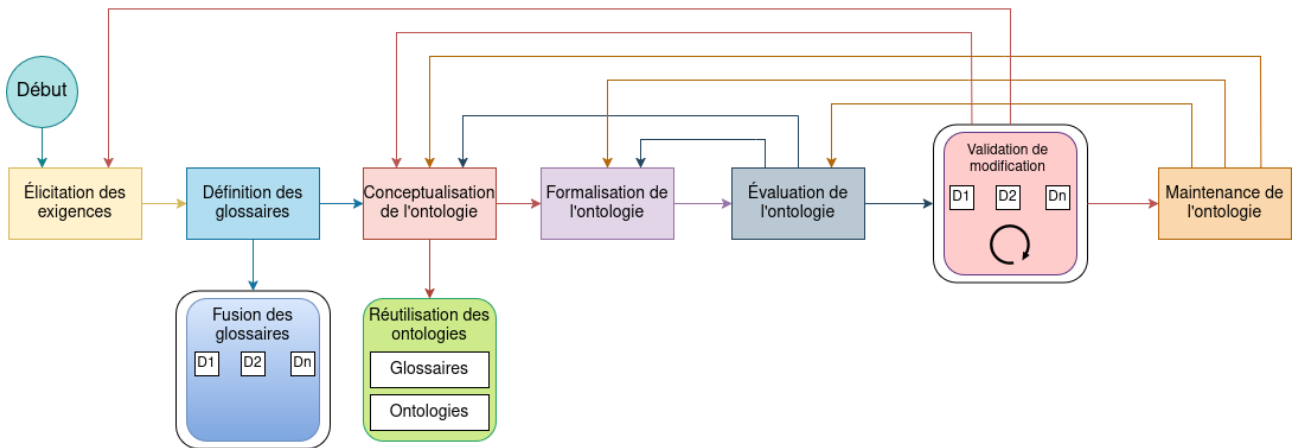 Début
Élicitation des
exigences
Définition des
glossaires
Conceptualisation
de l'ontologie
Formalisation de
l'ontologie
Évaluation de
l'ontologie
Validation de
modification
D1
D2
Dn
Maintenance de
l'ontologie
Fusion des
glossaires
D1
D2
Dn
Réutilisation des
ontologies
Glossaires
Ontologies